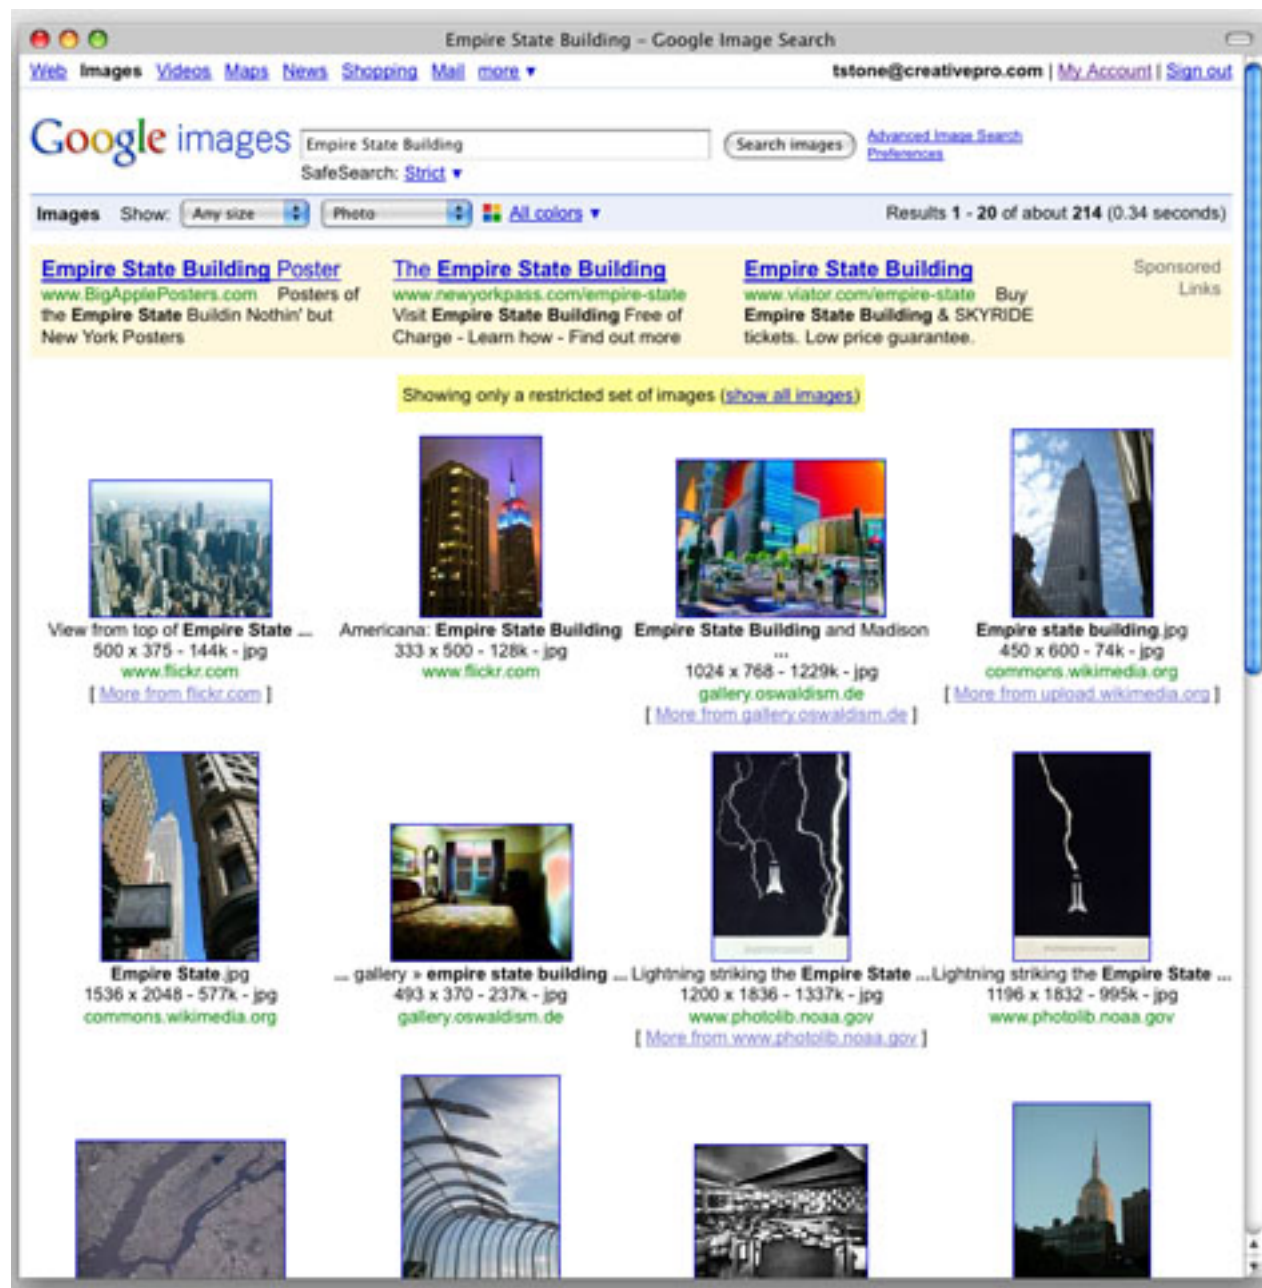 Empire State Building – Google Image Search
Web Images Videos Maps News Shopping Mail more ▼
tstone@creativepro.com | My Account | Sign out
Google images
Empire State Building
Search images
Advanced Image Search
Preferences
SafeSearch: Strict ▼
Images Show: Any size Photo All colors ▼
Results 1 - 20 of about 214 (0.34 seconds)
Empire State Building Poster
www.BigApplePosters.com Posters of
the Empire State Buildin Nothin' but
New York Posters
The Empire State Building
www.newyorkpass.com/empire-state
Visit Empire State Building Free of
Charge - Learn how - Find out more
Empire State Building
www.viator.com/empire-state Buy
Empire State Building & SKYRIDE
tickets. Low price guarantee.
Sponsored
Links
Showing only a restricted set of images (show all images)
View from top of Empire State ...
500 x 375 - 144k - jpg
www.flickr.com
[ More from flickr.com ]
Americana: Empire State Building
333 x 500 - 128k - jpg
www.flickr.com
Empire State Building and Madison
...
1024 x 768 - 1229k - jpg
gallery.oswaldism.de
[ More from gallery.oswaldism.de ]
Empire state building.jpg
450 x 600 - 74k - jpg
commons.wikimedia.org
[ More from upload.wikimedia.org ]
Empire State.jpg
1536 x 2048 - 577k - jpg
commons.wikimedia.org
... gallery » empire state building ...
493 x 370 - 237k - jpg
gallery.oswaldism.de
Lightning striking the Empire State ...
1200 x 1836 - 1337k - jpg
www.photolib.noaa.gov
[ More from www.photolib.noaa.gov ]
Lightning striking the Empire State ...
1196 x 1832 - 995k - jpg
www.photolib.noaa.gov